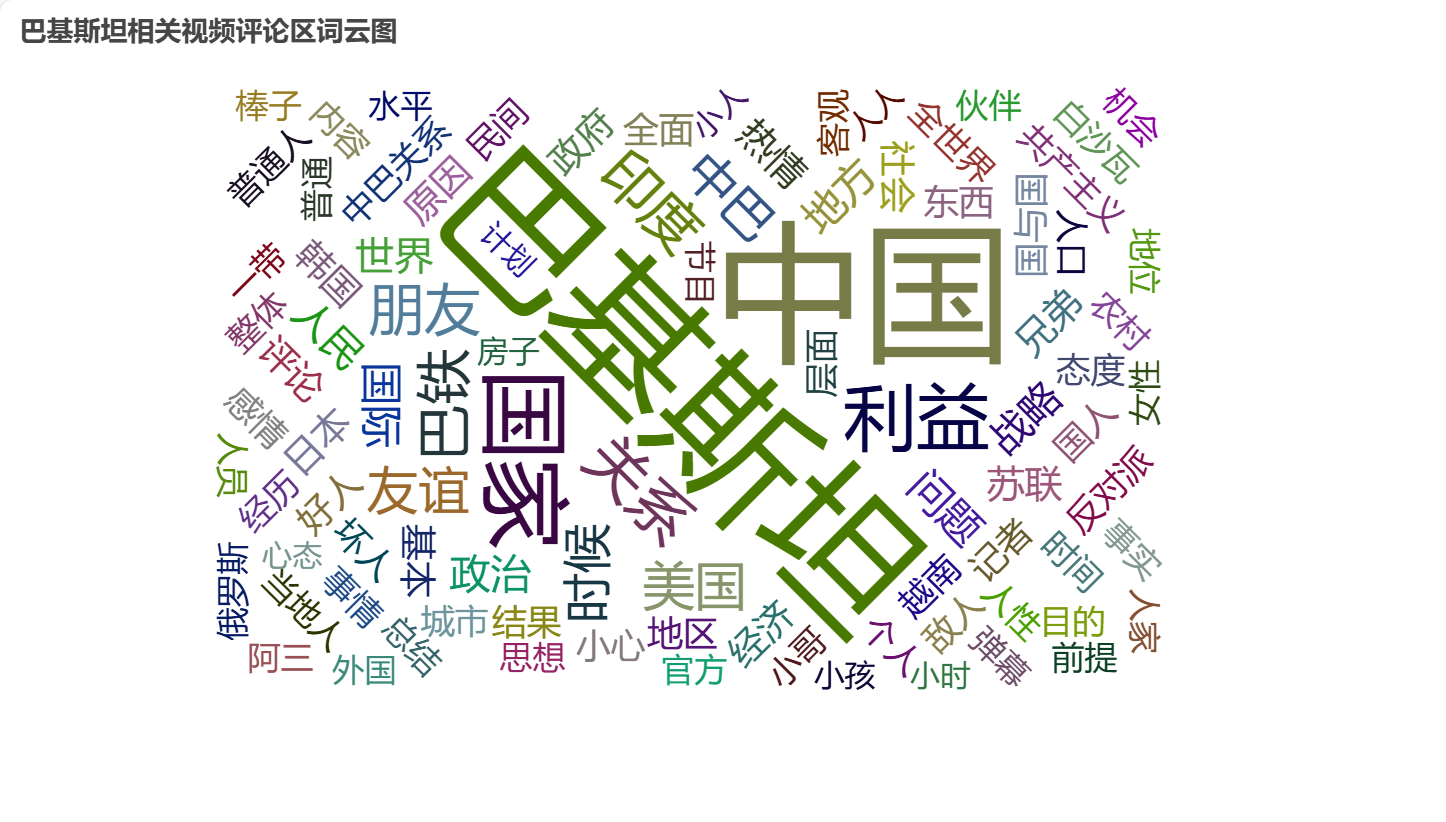 巴基斯坦相关视频评论区词云图
棒子
内容
水平
普通人
普通
中巴关系
原因
民间
政府
全面
小人
热情
客观
人人
全世界
伙伴
白沙瓦
机会
共产主义
社会
东西
地方
中巴
印度
巴基斯坦
计划
世界
韩国
一带
整体
人民
评论
朋友
房子
节目
中国
层面
国与国
人口
地位
兄弟
农村
态度
女性
国际
巴铁
国家
利益
战略
国人
感情
日本
人员
经历
好人
友谊
关系
问题
苏联
反对派
记者
时间
事实
坏人
本幕
心态
俄罗斯
当地人
事情
政治
时候
美国
越南
敌人
人性
目的
人家
城市
总结
结果
思想
小心
地区
经济
官方
小哥
小孩
个人
小时
弹幕
前提
阿三
外国